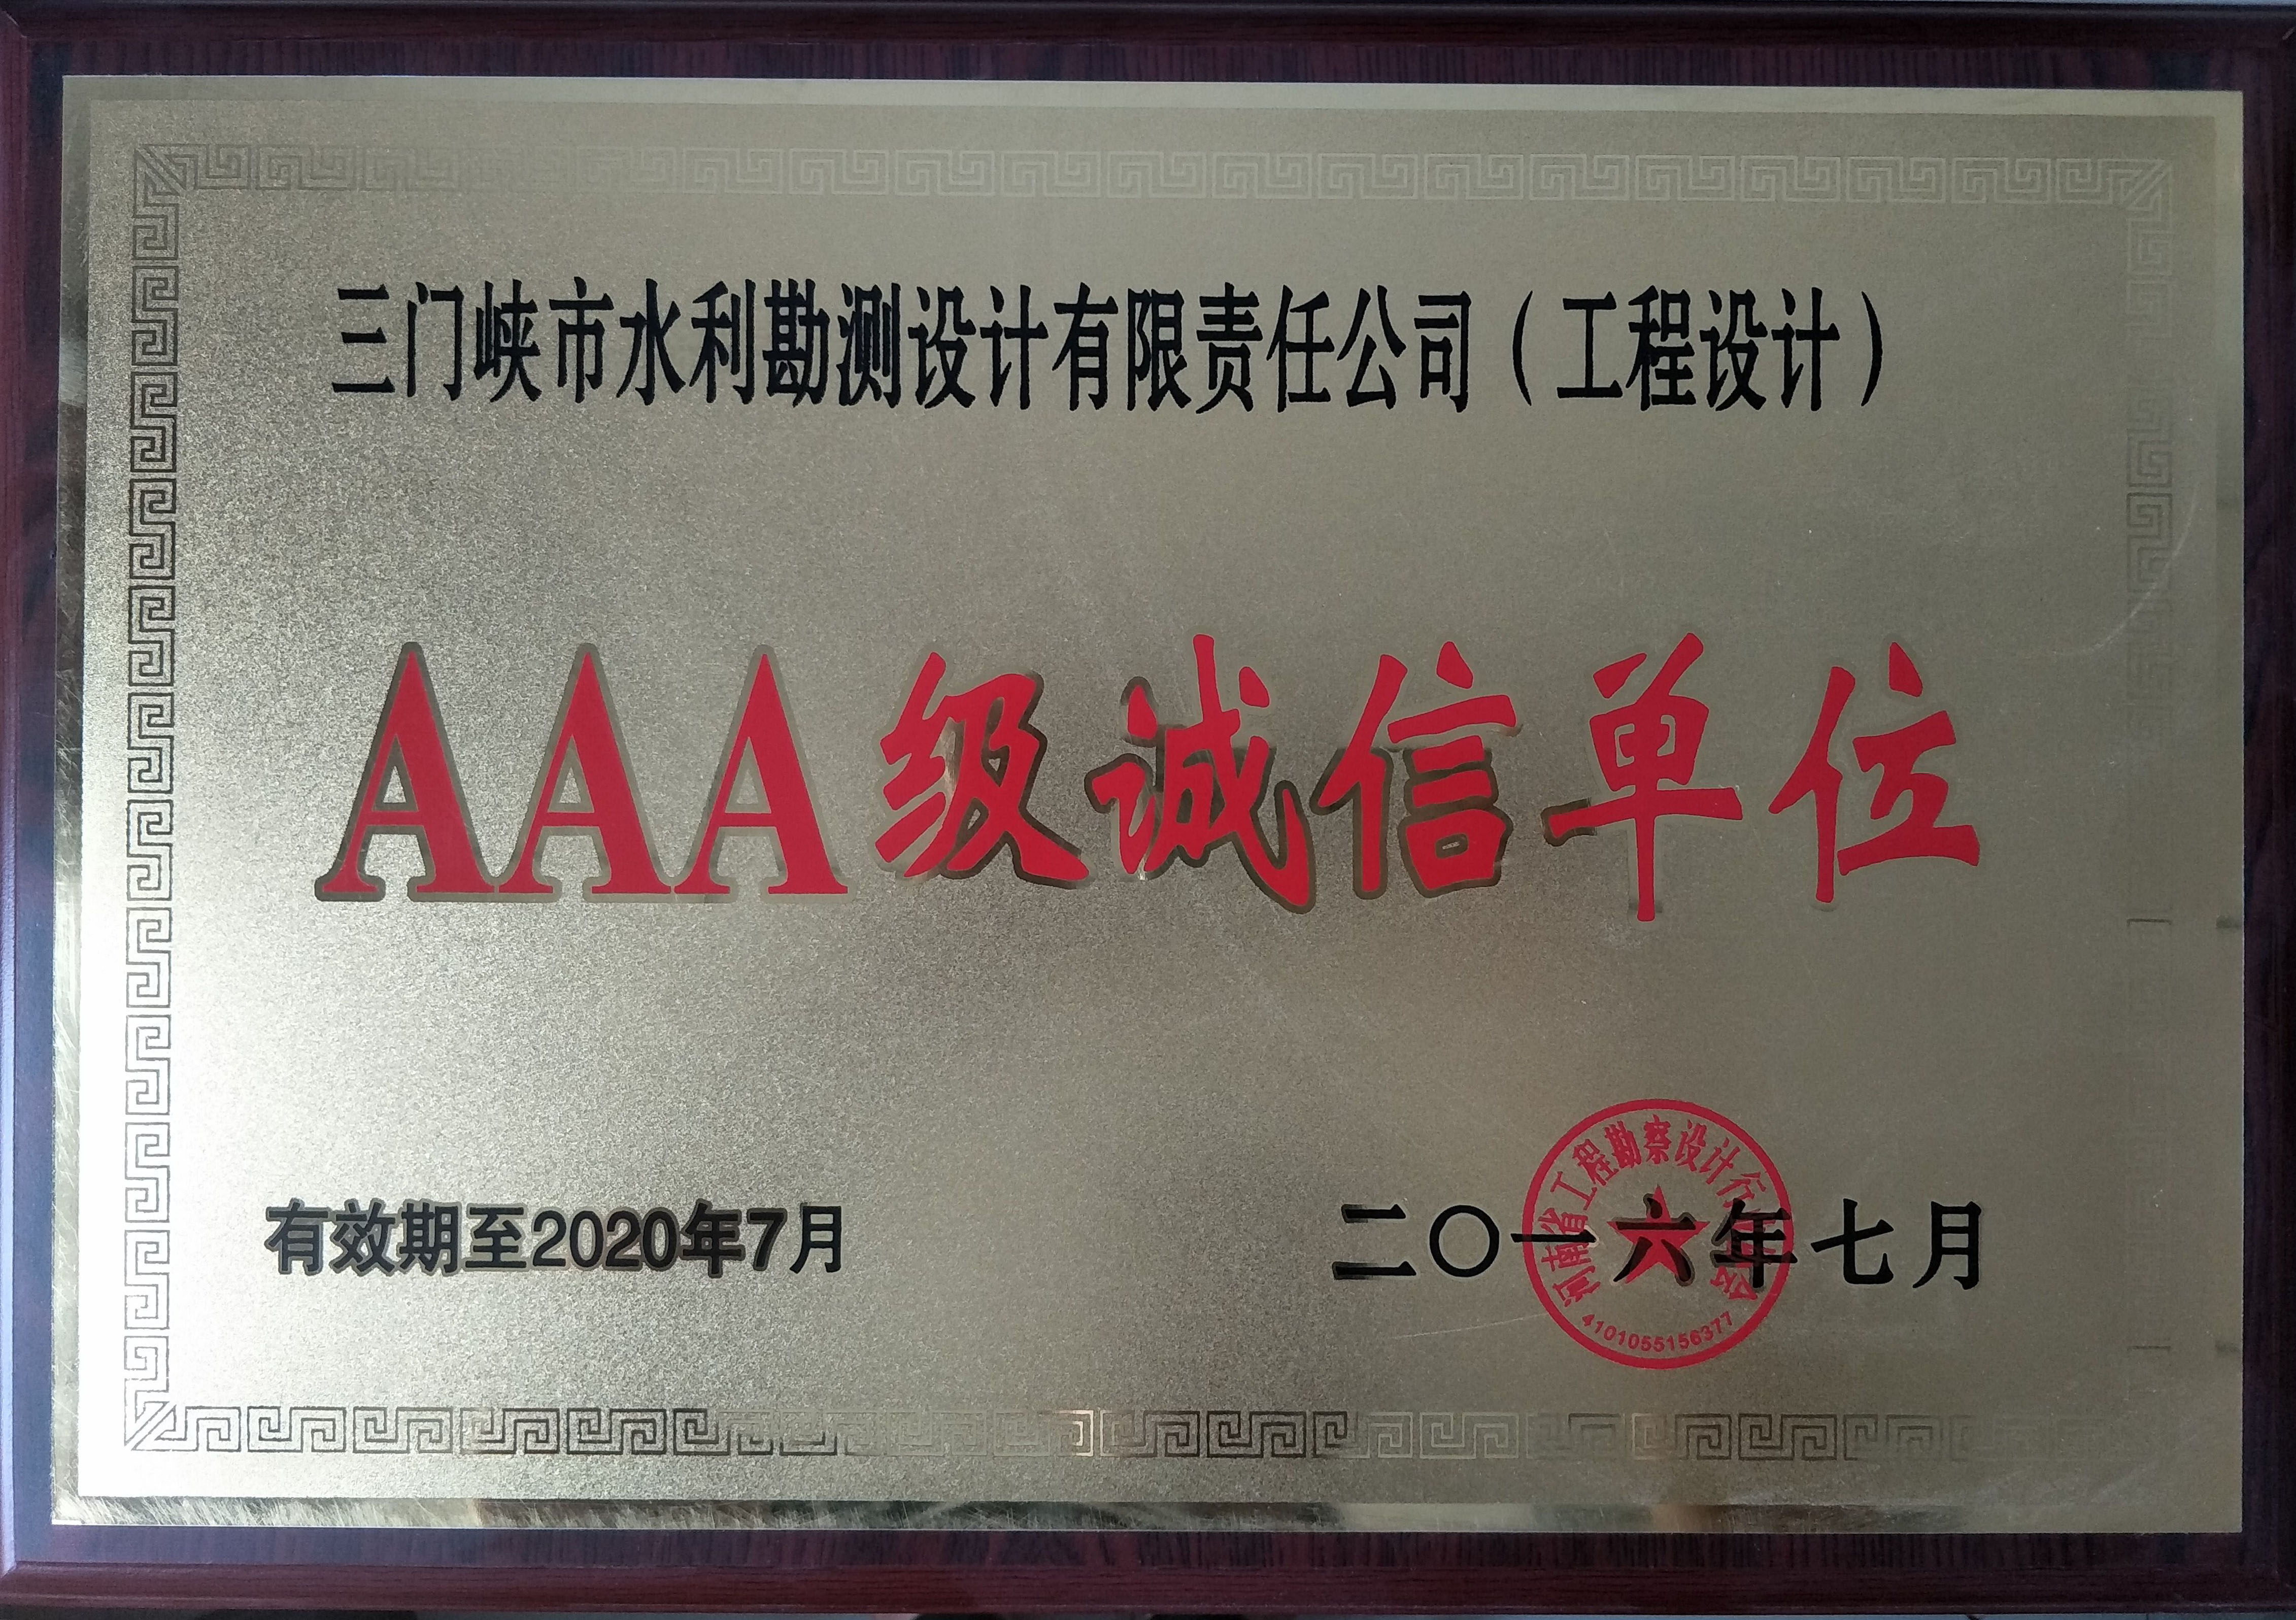 三门峡市水利勘测设计有限责任公司（工程设计）
AAA级诚信单位
有效期至2020年7月
二〇一六年七月
河南省工程勘察设计行 会
4101055156377